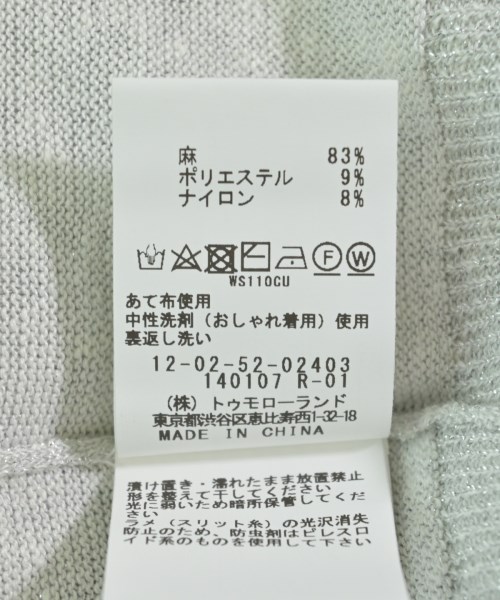 麻 83%
ポリエステル 9%
ナイロン 8%
F W
WS110CU
あて布使用
中性洗剤（おしゃれ着用）使用
裏返し洗い
12-02-52-02403
140107 R-01
（株）トゥモローランド
東京都渋谷区恵比寿西1-32-18
MADE IN CHINA
漬け置き・濡れたまま放置禁止
形を整えて干してください
光に弱いため暗所保管してくだ
さい
ラメ（スリット糸）の光沢消失
防止のため、防虫剤はピレスロ
イド系のものを使用して下さい